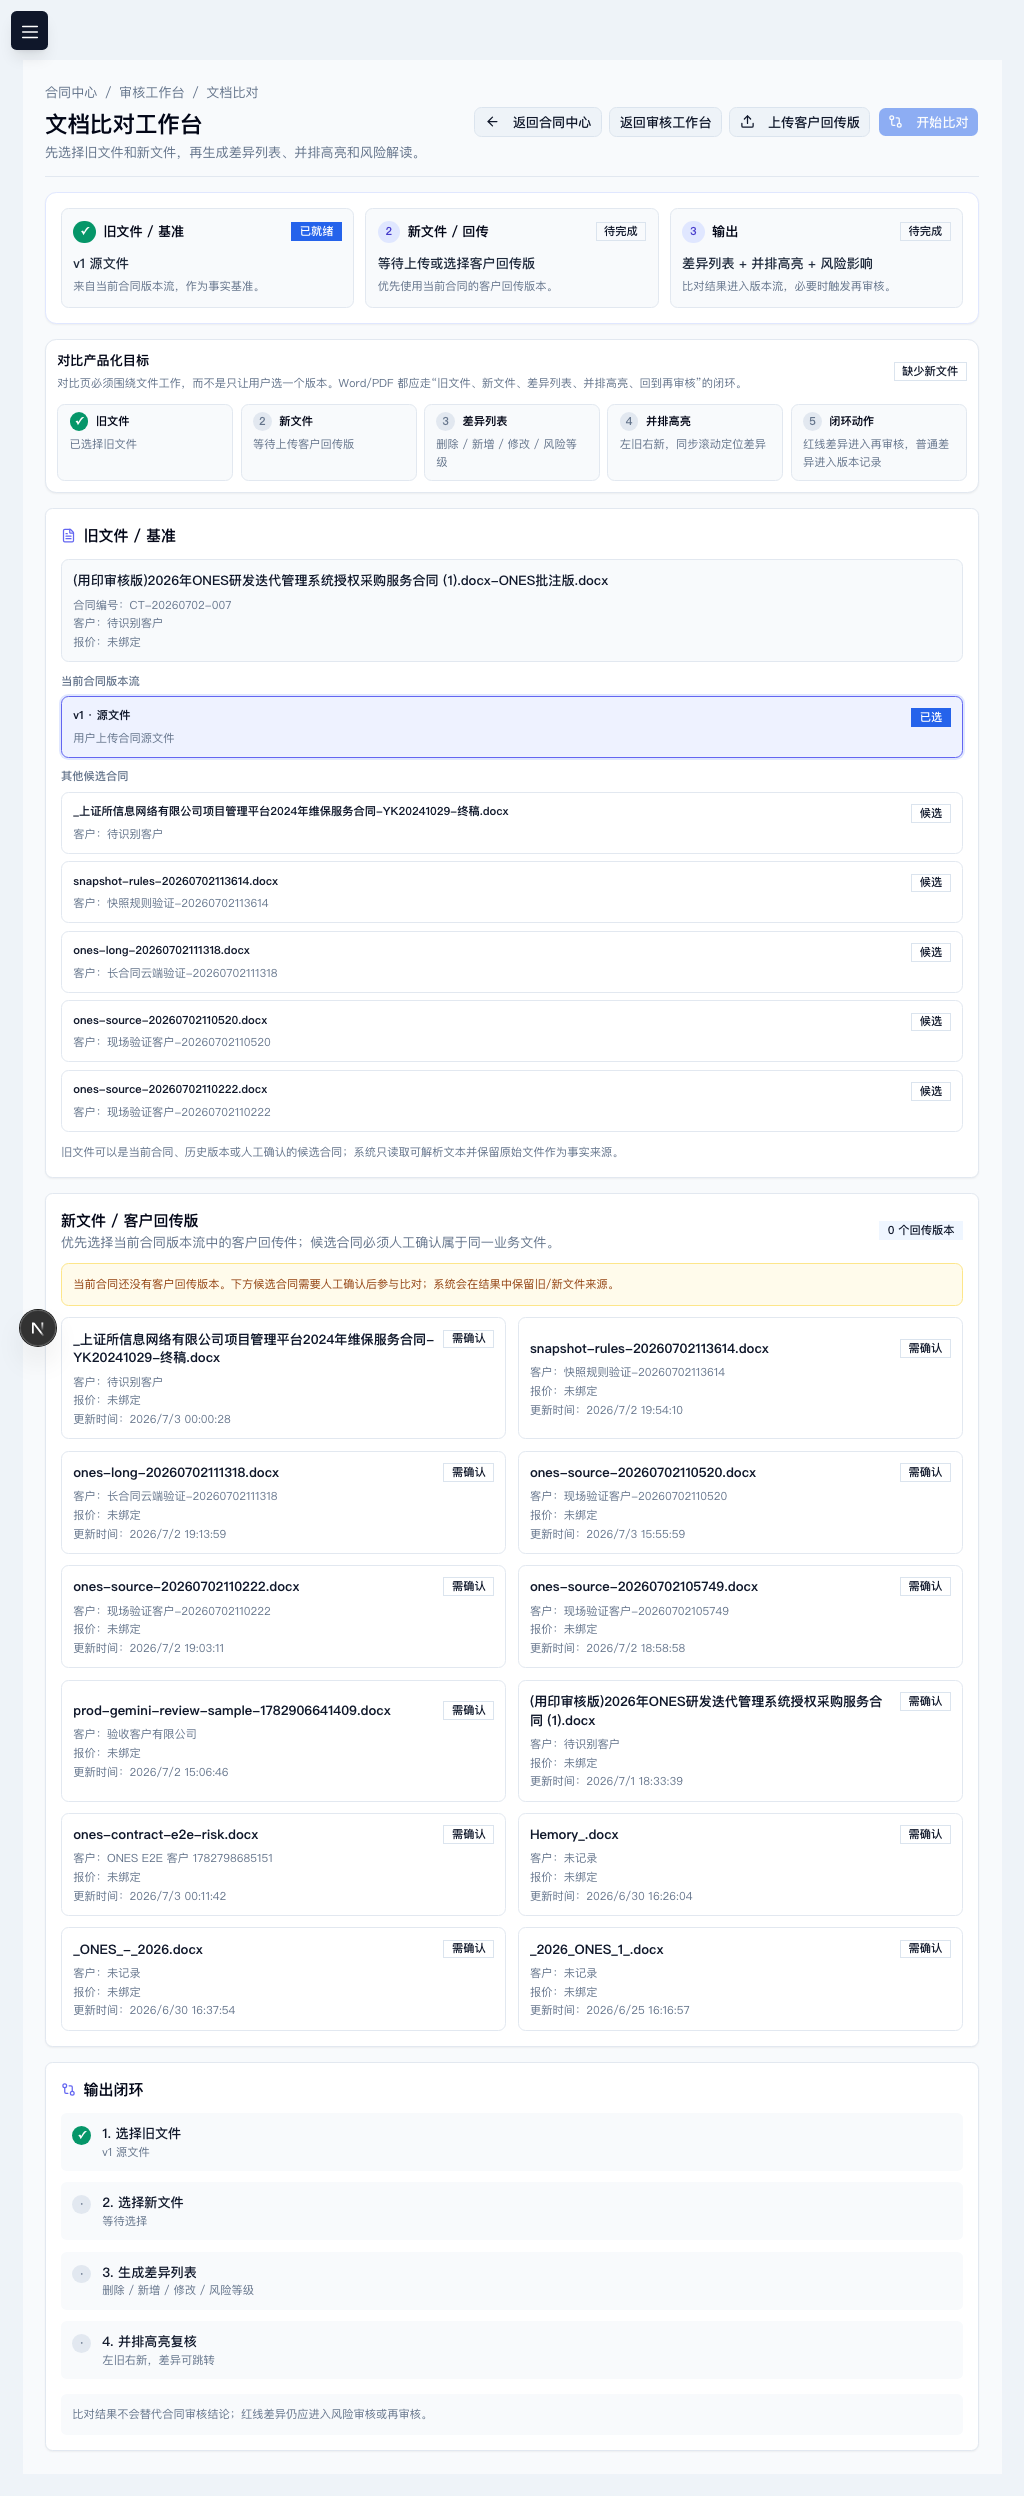 合同中心 / 审核工作台 / 文档比对
文档比对工作台
返回合同中心
返回审核工作台
上传客户回传版
开始比对
先选择旧文件和新文件，再生成差异列表、并排高亮和风险解读。
旧文件 / 基准
已就绪
v1 源文件
来自当前合同版本流，作为事实基准。
2
新文件 / 回传
待完成
等待上传或选择客户回传版
优先使用当前合同的客户回传版本。
3
输出
待完成
差异列表 + 并排高亮 + 风险影响
比对结果进入版本流，必要时触发再审核。
对比产品化目标
对比页必须围绕文件工作，而不是只让用户选一个版本。Word/PDF 都应走“旧文件、新文件、差异列表、并排高亮、回到再审核”的闭环。
缺少新文件
旧文件
已选择旧文件
2
新文件
等待上传客户回传版
3
差异列表
删除 / 新增 / 修改 / 风险等
级
4
并排高亮
左旧右新，同步滚动定位差异
5
闭环动作
红线差异进入再审核，普通差
异进入版本记录
旧文件 / 基准
(用印审核版)2026年ONES研发迭代管理系统授权采购服务合同 (1).docx-ONES批注版.docx
合同编号：CT-20260702-007
客户：待识别客户
报价：未绑定
当前合同版本流
v1 · 源文件
已选
用户上传合同源文件
其他候选合同
_上证所信息网络有限公司项目管理平台2024年维保服务合同-YK20241029-终稿.docx
候选
客户：待识别客户
snapshot-rules-20260702113614.docx
候选
客户：快照规则验证-20260702113614
ones-long-20260702111318.docx
候选
客户：长合同云端验证-20260702111318
ones-source-20260702110520.docx
候选
客户：现场验证客户-20260702110520
ones-source-20260702110222.docx
候选
客户：现场验证客户-20260702110222
旧文件可以是当前合同、历史版本或人工确认的候选合同；系统只读取可解析文本并保留原始文件作为事实来源。
新文件 / 客户回传版
优先选择当前合同版本流中的客户回传件；候选合同必须人工确认属于同一业务文件。
0 个回传版本
当前合同还没有客户回传版本。下方候选合同需要人工确认后参与比对；系统会在结果中保留旧/新文件来源。
_上证所信息网络有限公司项目管理平台2024年维保服务合同-
YK20241029-终稿.docx
需确认
客户：待识别客户
报价：未绑定
更新时间：2026/7/3 00:00:28
snapshot-rules-20260702113614.docx
需确认
客户：快照规则验证-20260702113614
报价：未绑定
更新时间：2026/7/2 19:54:10
ones-long-20260702111318.docx
需确认
客户：长合同云端验证-20260702111318
报价：未绑定
更新时间：2026/7/2 19:13:59
ones-source-20260702110520.docx
需确认
客户：现场验证客户-20260702110520
报价：未绑定
更新时间：2026/7/3 15:55:59
ones-source-20260702110222.docx
需确认
客户：现场验证客户-20260702110222
报价：未绑定
更新时间：2026/7/2 19:03:11
ones-source-20260702105749.docx
需确认
客户：现场验证客户-20260702105749
报价：未绑定
更新时间：2026/7/2 18:58:58
prod-gemini-review-sample-1782906641409.docx
需确认
客户：验收客户有限公司
报价：未绑定
更新时间：2026/7/2 15:06:46
(用印审核版)2026年ONES研发迭代管理系统授权采购服务合
同 (1).docx
需确认
客户：待识别客户
报价：未绑定
更新时间：2026/7/1 18:33:39
ones-contract-e2e-risk.docx
需确认
客户：ONES E2E 客户 1782798685151
报价：未绑定
更新时间：2026/7/3 00:11:42
Hemory_.docx
需确认
客户：未记录
报价：未绑定
更新时间：2026/6/30 16:26:04
_ONES_-_2026.docx
需确认
客户：未记录
报价：未绑定
更新时间：2026/6/30 16:37:54
_2026_ONES_1_.docx
需确认
客户：未记录
报价：未绑定
更新时间：2026/6/25 16:16:57
输出闭环
1. 选择旧文件
v1 源文件
2. 选择新文件
等待选择
3. 生成差异列表
删除 / 新增 / 修改 / 风险等级
4. 并排高亮复核
左旧右新，差异可跳转
比对结果不会替代合同审核结论；红线差异仍应进入风险审核或再审核。